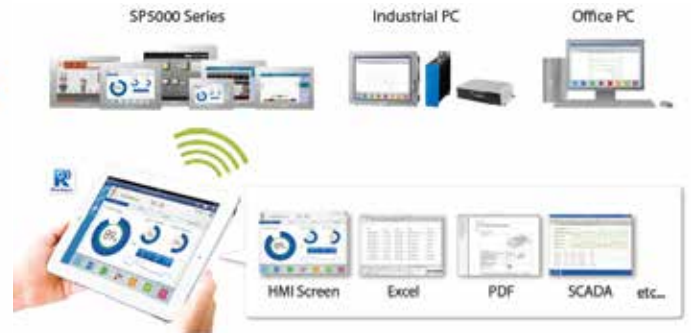 SP5000 Series
Industrial PC
Office PC
HMI Screen
Excel
PDF
SCADA
etc...